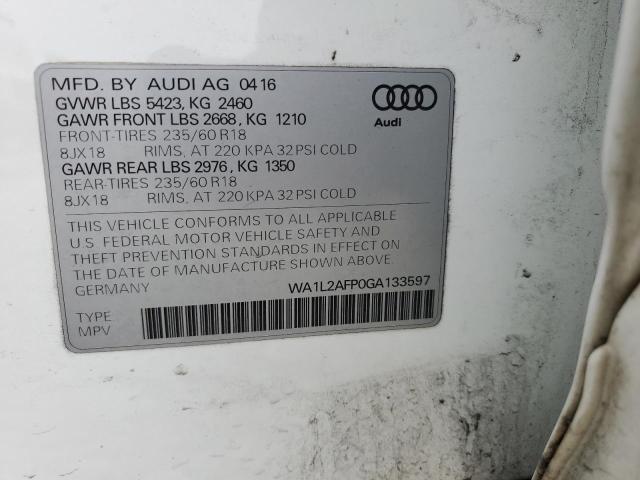 MFD. BY AUDI AG 04 16
GVWR LBS 5423, KG 2460
GAWR FRONT LBS 2668, KG 1210
FRONT-TIRES 235/60 R18
8JX18 RIMS, AT 220 KPA 32 PSI COLD
GAWR REAR LBS 2976, KG 1350
REAR-TIRES 235/60 R18
8JX18 RIMS, AT 220 KPA 32 PSI COLD
Audi
THIS VEHICLE CONFORMS TO ALL APPLICABLE
U.S. FEDERAL MOTOR VEHICLE SAFETY AND
THEFT PREVENTION STANDARDS IN EFFECT ON
THE DATE OF MANUFACTURE SHOWN ABOVE.
GERMANY
WA1L2AFP0GA133597
TYPE
MPV